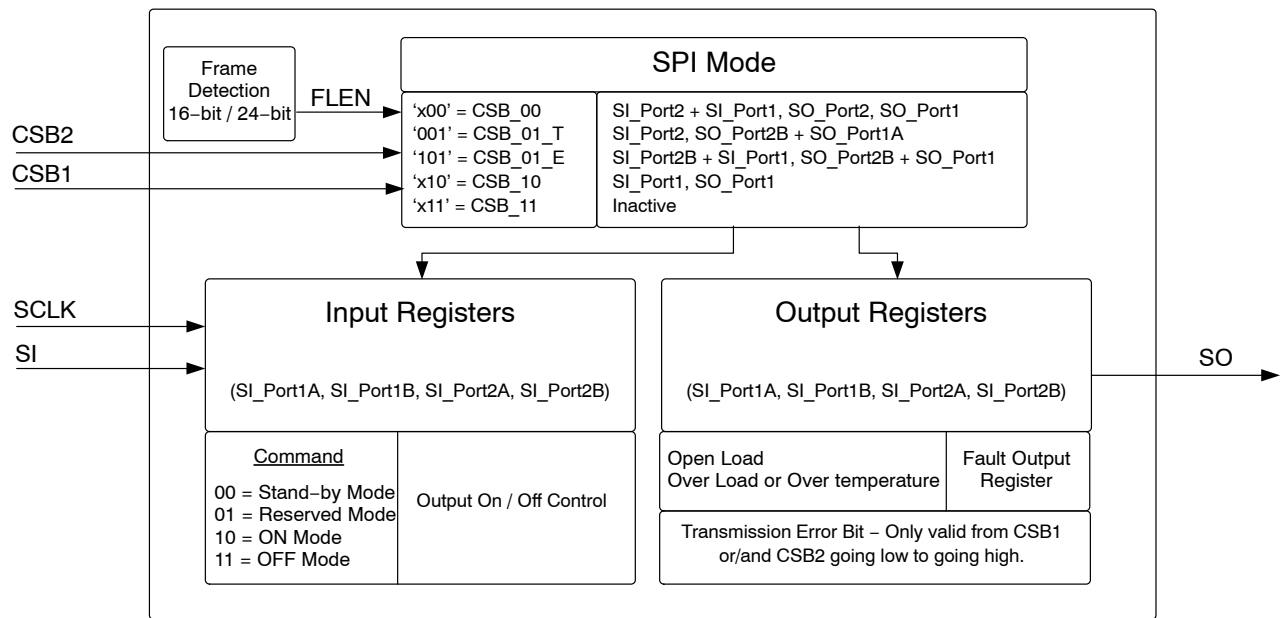 Frame
Detection
16−bit / 24−bit
FLEN
CSB2
CSB1
SPI Mode
‘x00’ = CSB_00 SI_Port2 + SI_Port1, SO_Port2, SO_Port1
‘001’ = CSB_01_T SI_Port2, SO_Port2B + SO_Port1A
‘101’ = CSB_01_E SI_Port2B + SI_Port1, SO_Port2B + SO_Port1
‘x10’ = CSB_10 SI_Port1, SO_Port1
‘x11’ = CSB_11 Inactive
SCLK
SI
Input Registers
(SI_Port1A, SI_Port1B, SI_Port2A, SI_Port2B)
Command
00 = Stand−by Mode
01 = Reserved Mode
10 = ON Mode
11 = OFF Mode
Output On / Off Control
Output Registers
(SI_Port1A, SI_Port1B, SI_Port2A, SI_Port2B)
SO
Open Load
Over Load or Over temperature
Fault Output
Register
Transmission Error Bit − Only valid from CSB1
or/and CSB2 going low to going high.